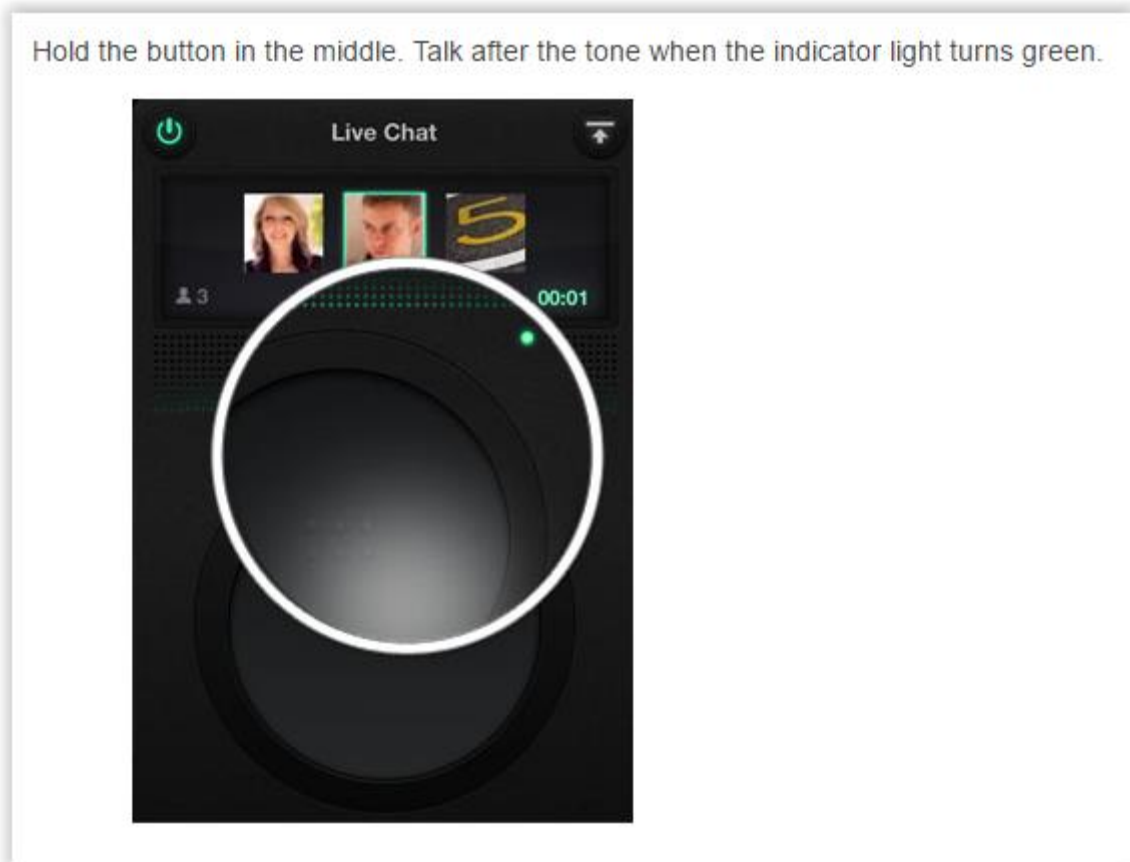 Hold the button in the middle. Talk after the tone when the indicator light turns green.
Live Chat
5
3
00:01